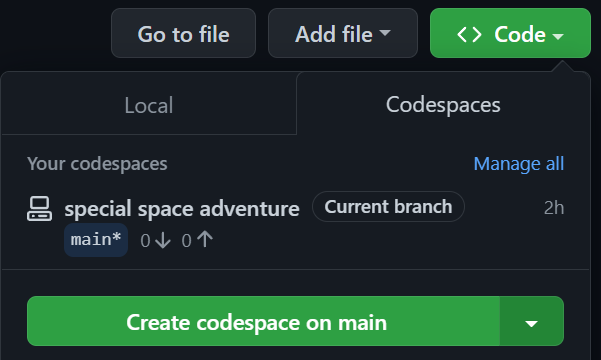 Go to file Add file <> Code
Local Codespaces
Your codespaces Manage all
special space adventure Current branch 2h
main* 0↓ 0↑
Create codespace on main